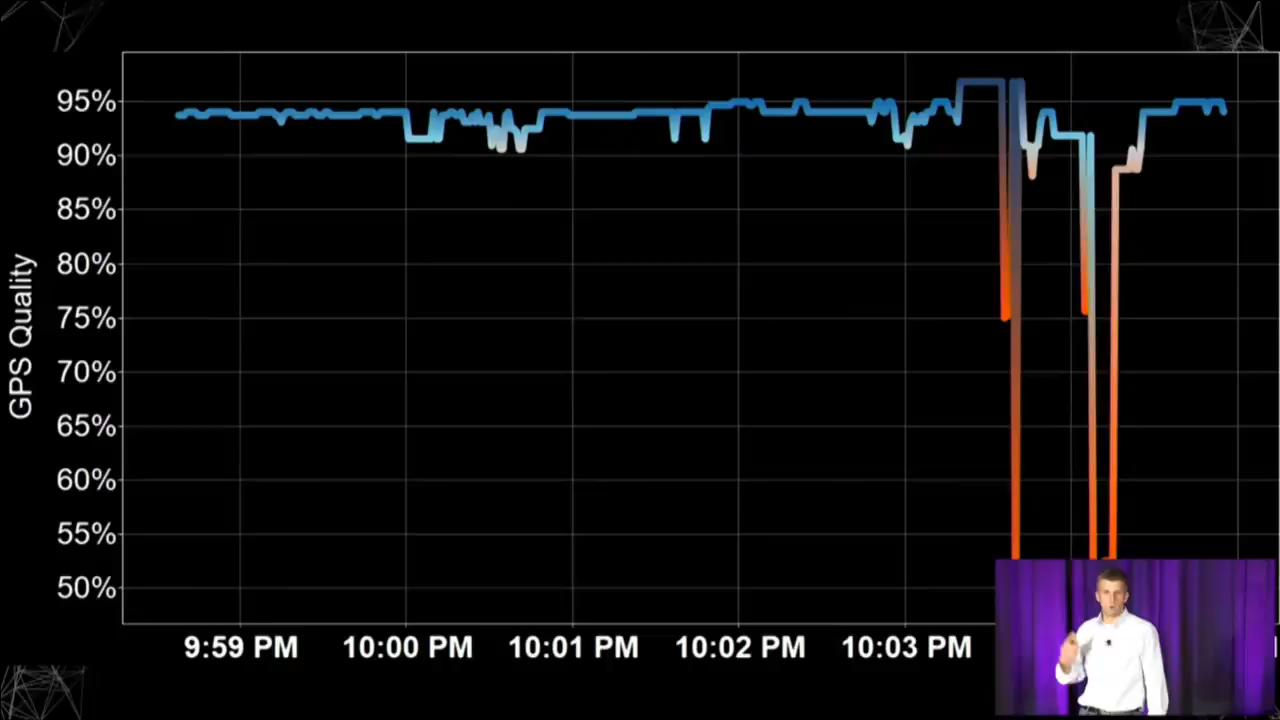 95%
90%
85%
80%
75%
70%
65%
60%
55%
50%
GPS Quality
9:59 PM
10:00 PM
10:01 PM
10:02 PM
10:03 PM